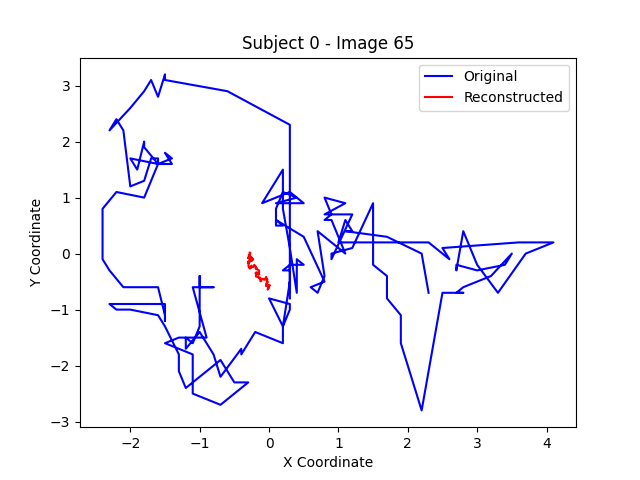 Subject 0 - Image 65
Original
Reconstructed
Y Coordinate
3
2
1
0
−1
−2
−3
−2
−1
0
1
2
3
4
X Coordinate